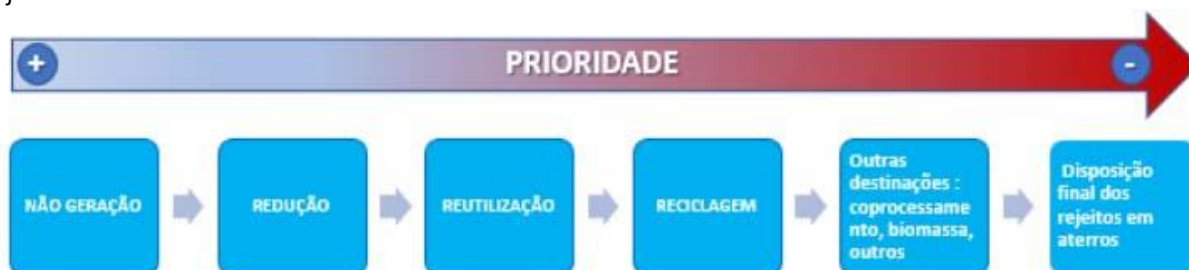 +
PRIORIDADE
-
NÃO GERAÇÃO
REDUÇÃO
REUTILIZAÇÃO
RECICLAGEM
Outras
destinações :
coprocessame
nto, biomassa,
outros
Disposição
final dos
rejeitos em
aterros